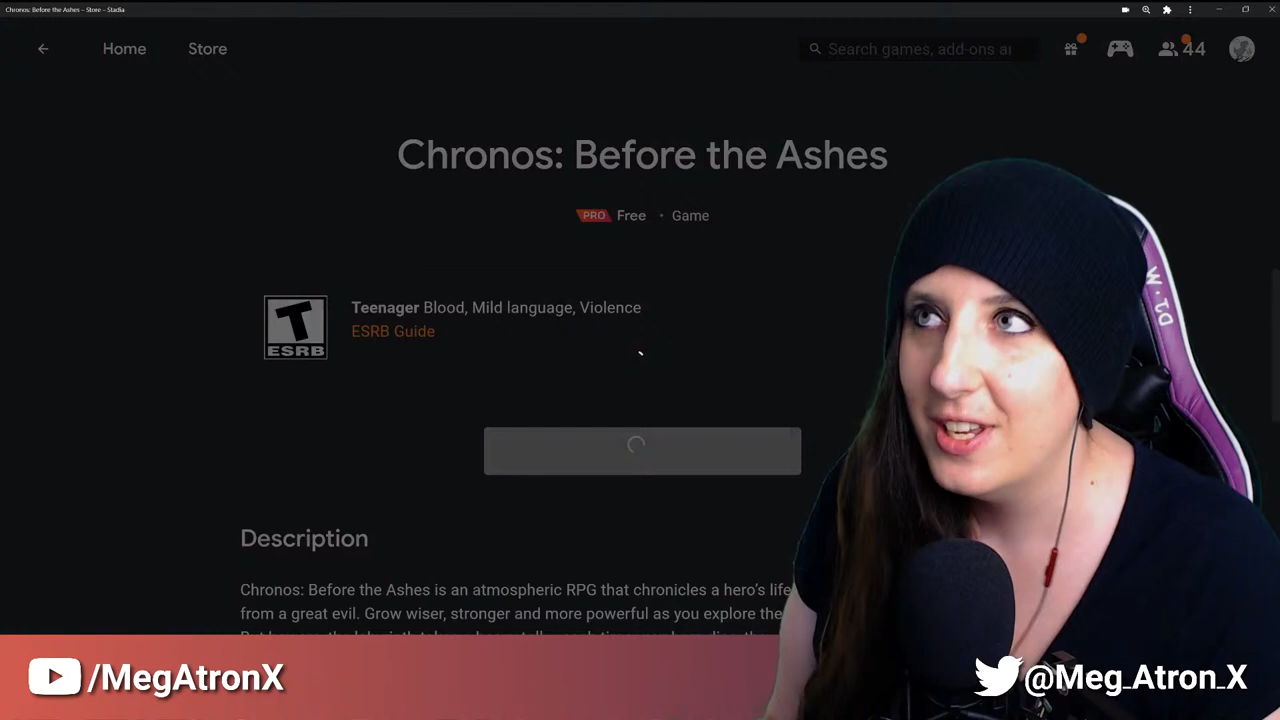 Chronos: Before the Ashes – Store – Stadia
Home
Store
Search games, add-ons ar
44
Chronos: Before the Ashes
PRO Free • Game
T
ESRB
Teenager Blood, Mild language, Violence
ESRB Guide
Description
Chronos: Before the Ashes is an atmospheric RPG that chronicles a hero’s life
from a great evil. Grow wiser, stronger and more powerful as you explore the
/MegAtronX
@Meg_Atron_X